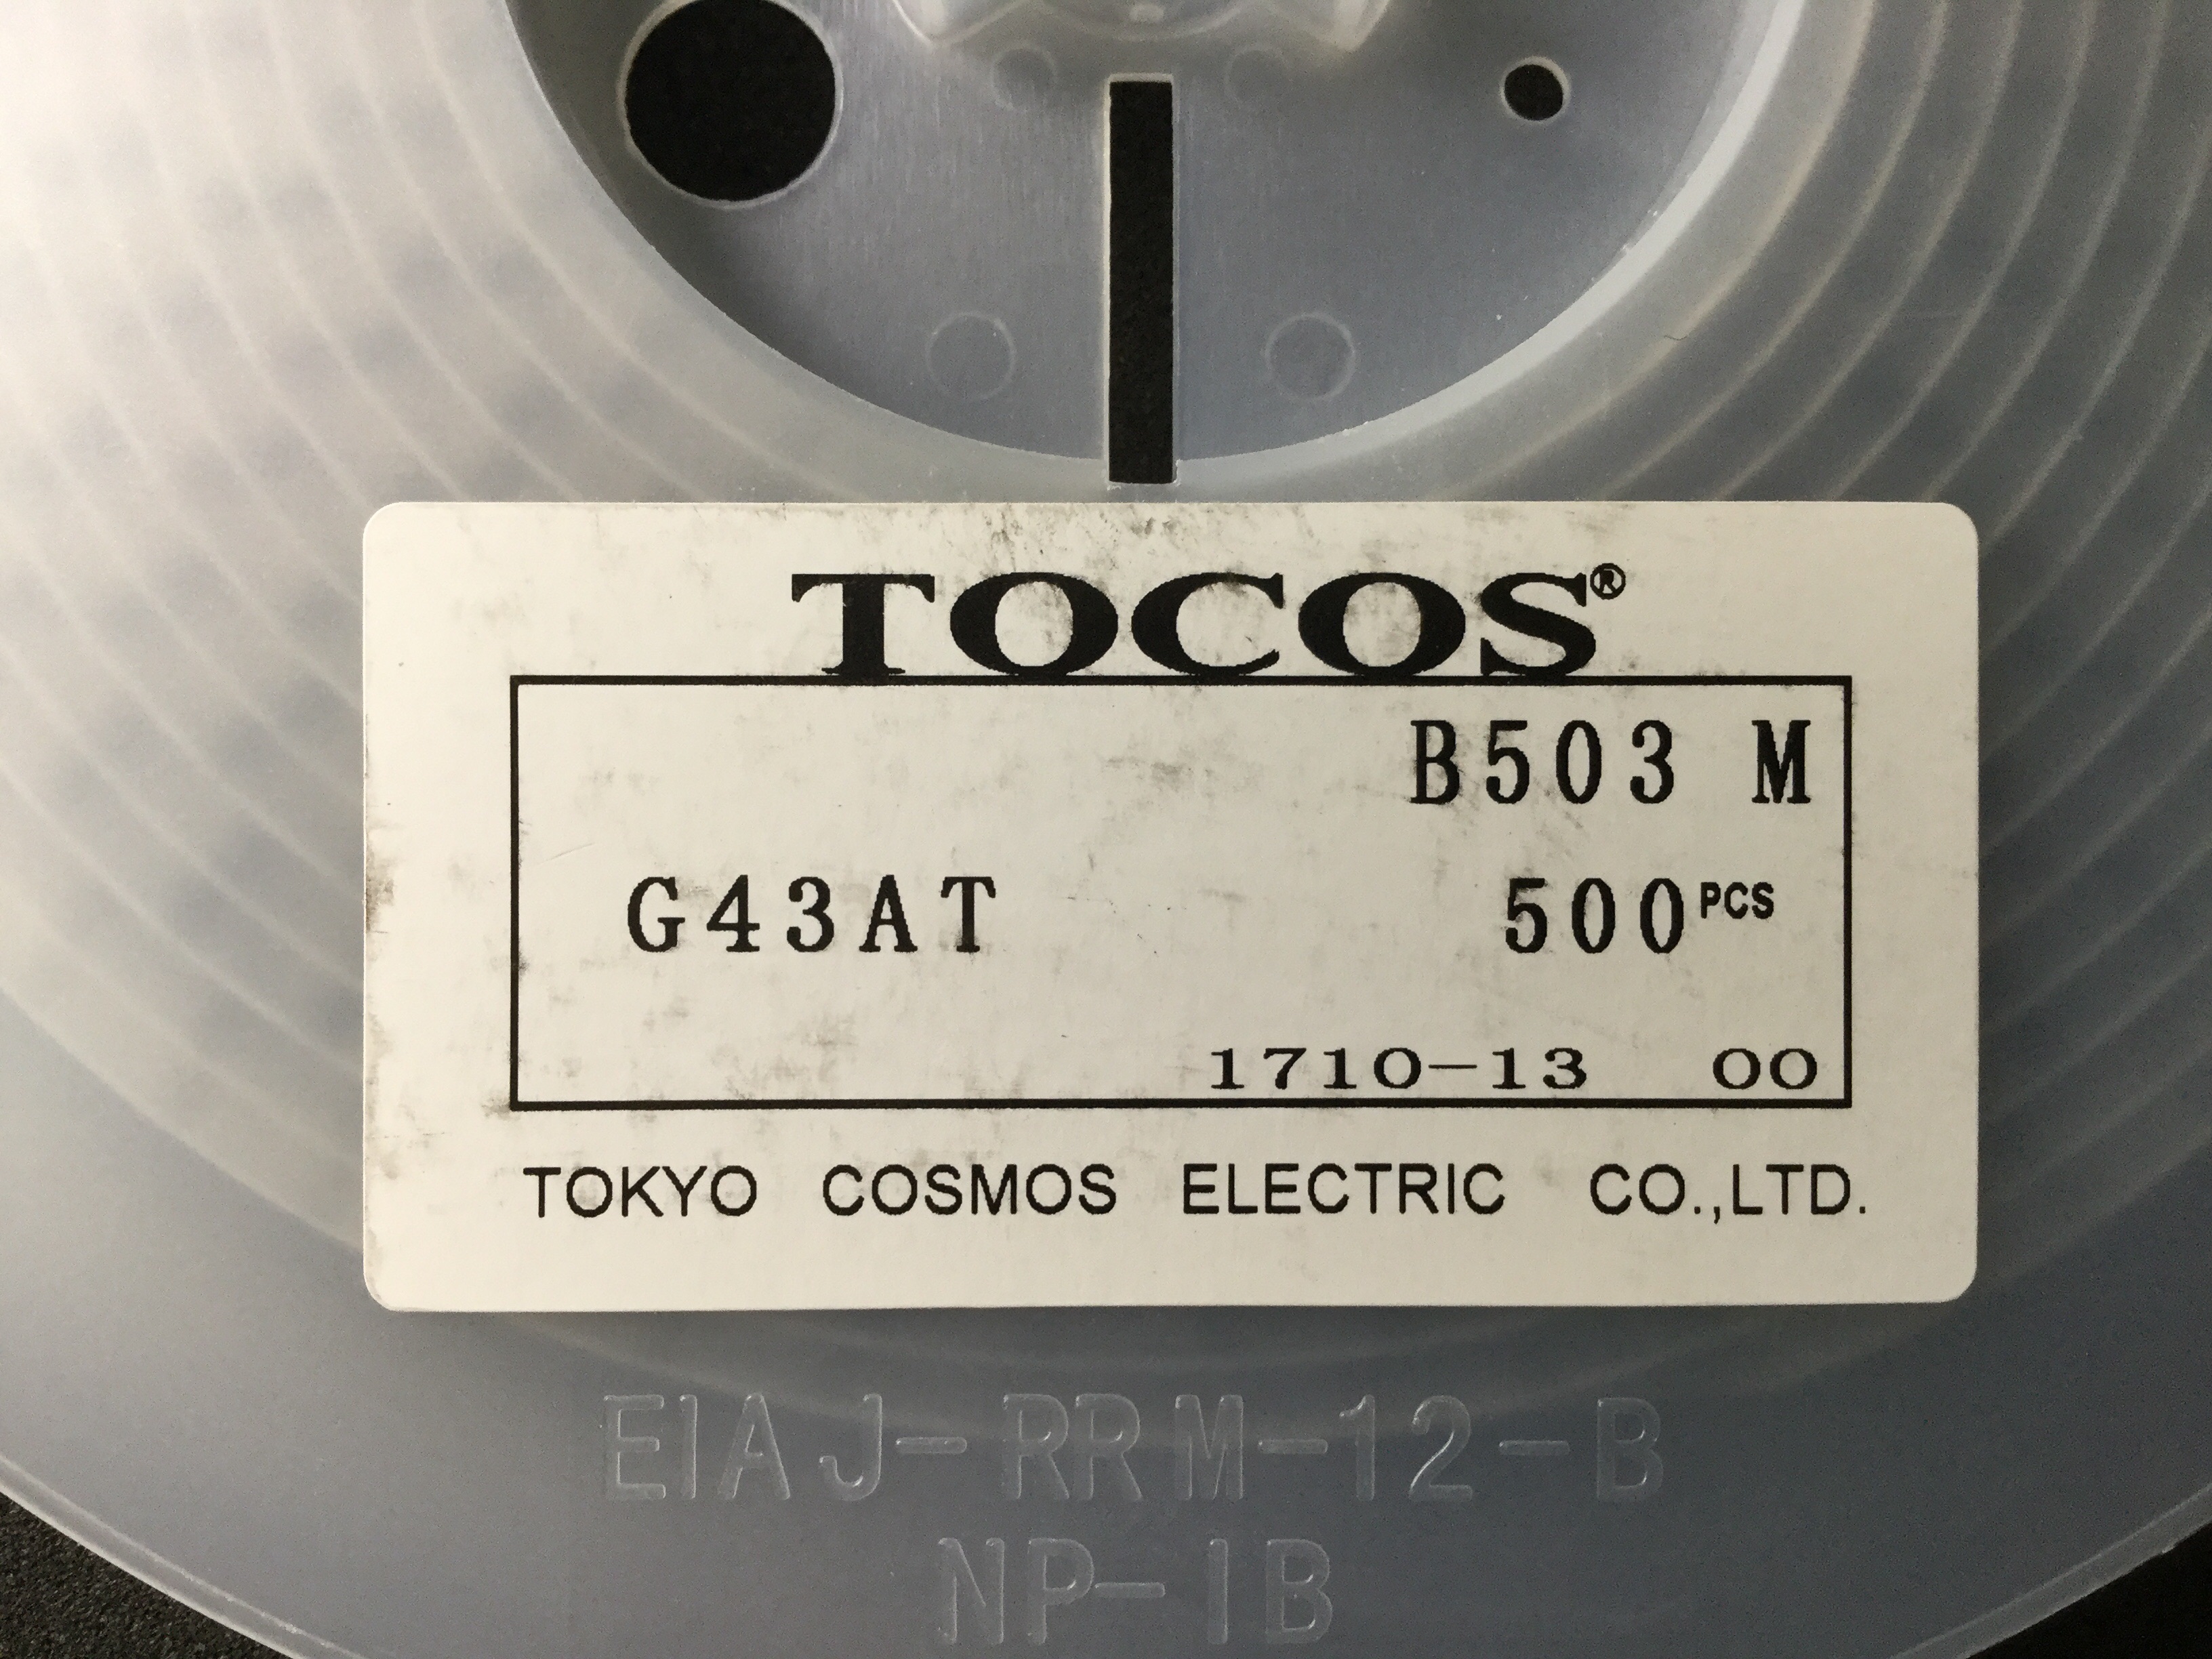 TOCOS®
B503 M
G43AT 500PCS
1710-13 00
TOKYO COSMOS ELECTRIC CO.,LTD.
EIAJ-RRM-12-B
NP-1B